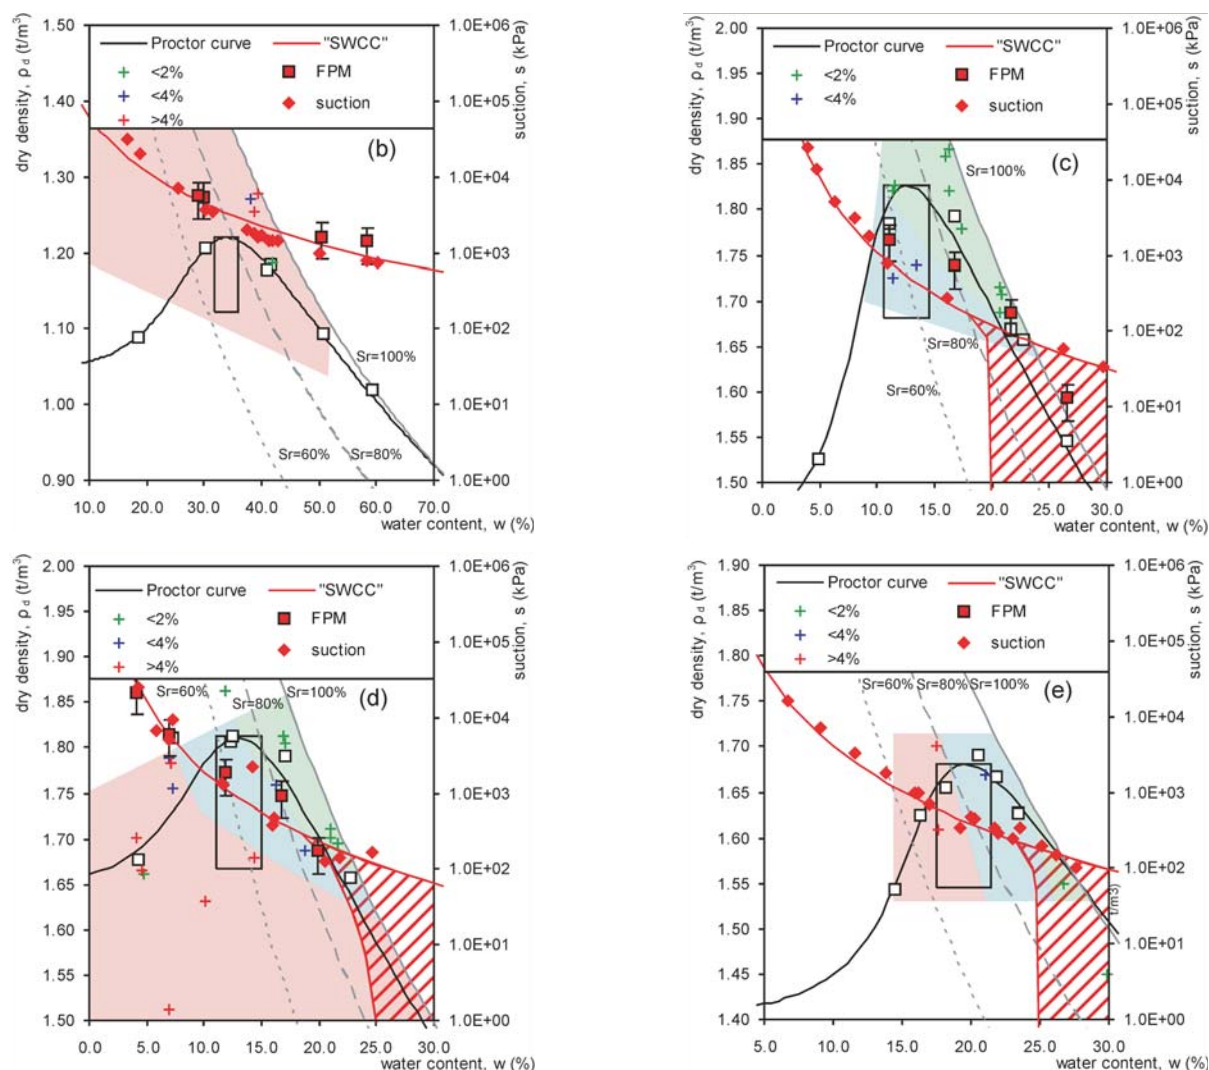 1.50
1.40
1.30
1.20
1.10
1.00
0.90
dry density, ρ d (t/m³)
Proctor curve
"SWCC"
<2%
FPM
<4%
suction
>4%
(b)
Sr=100%
Sr=60%
Sr=80%
1.0E+06
1.0E+05
1.0E+04
1.0E+03
1.0E+02
1.0E+01
1.0E+00
suction, s (kPa)
10.0 20.0 30.0 40.0 50.0 60.0 70.0
water content, w (%)
2.00
1.95
1.90
1.85
1.80
1.75
1.70
1.65
1.60
1.55
1.50
dry density, ρ d (t/m³)
Proctor curve
"SWCC"
<2%
FPM
<4%
suction
(c)
Sr=100%
Sr=80%
Sr=60%
1.0E+06
1.0E+05
1.0E+04
1.0E+03
1.0E+02
1.0E+01
1.0E+00
suction, s (kPa)
0.0 5.0 10.0 15.0 20.0 25.0 30.0
water content, w (%)
2.00
1.95
1.90
1.85
1.80
1.75
1.70
1.65
1.60
1.55
1.50
dry density, ρ d (t/m³)
Proctor curve
"SWCC"
<2%
FPM
<4%
suction
>4%
Sr=60%
Sr=100%
Sr=80%
(d)
1.0E+06
1.0E+05
1.0E+04
1.0E+03
1.0E+02
1.0E+01
1.0E+00
suction, s (kPa)
0.0 5.0 10.0 15.0 20.0 25.0 30.0
water content, w (%)
1.90
1.85
1.80
1.75
1.70
1.65
1.60
1.55
1.50
1.45
1.40
dry density, ρ d (t/m³)
Proctor curve
"SWCC"
<2%
FPM
<4%
suction
>4%
Sr=60% Sr=80% Sr=100%
(e)
1.0E+06
1.0E+05
1.0E+04
1.0E+03
1.0E+02
1.0E+01
1.0E+00
suction, s (kPa)
t/m3)
5.0 10.0 15.0 20.0 25.0 30.0
water content, w (%)